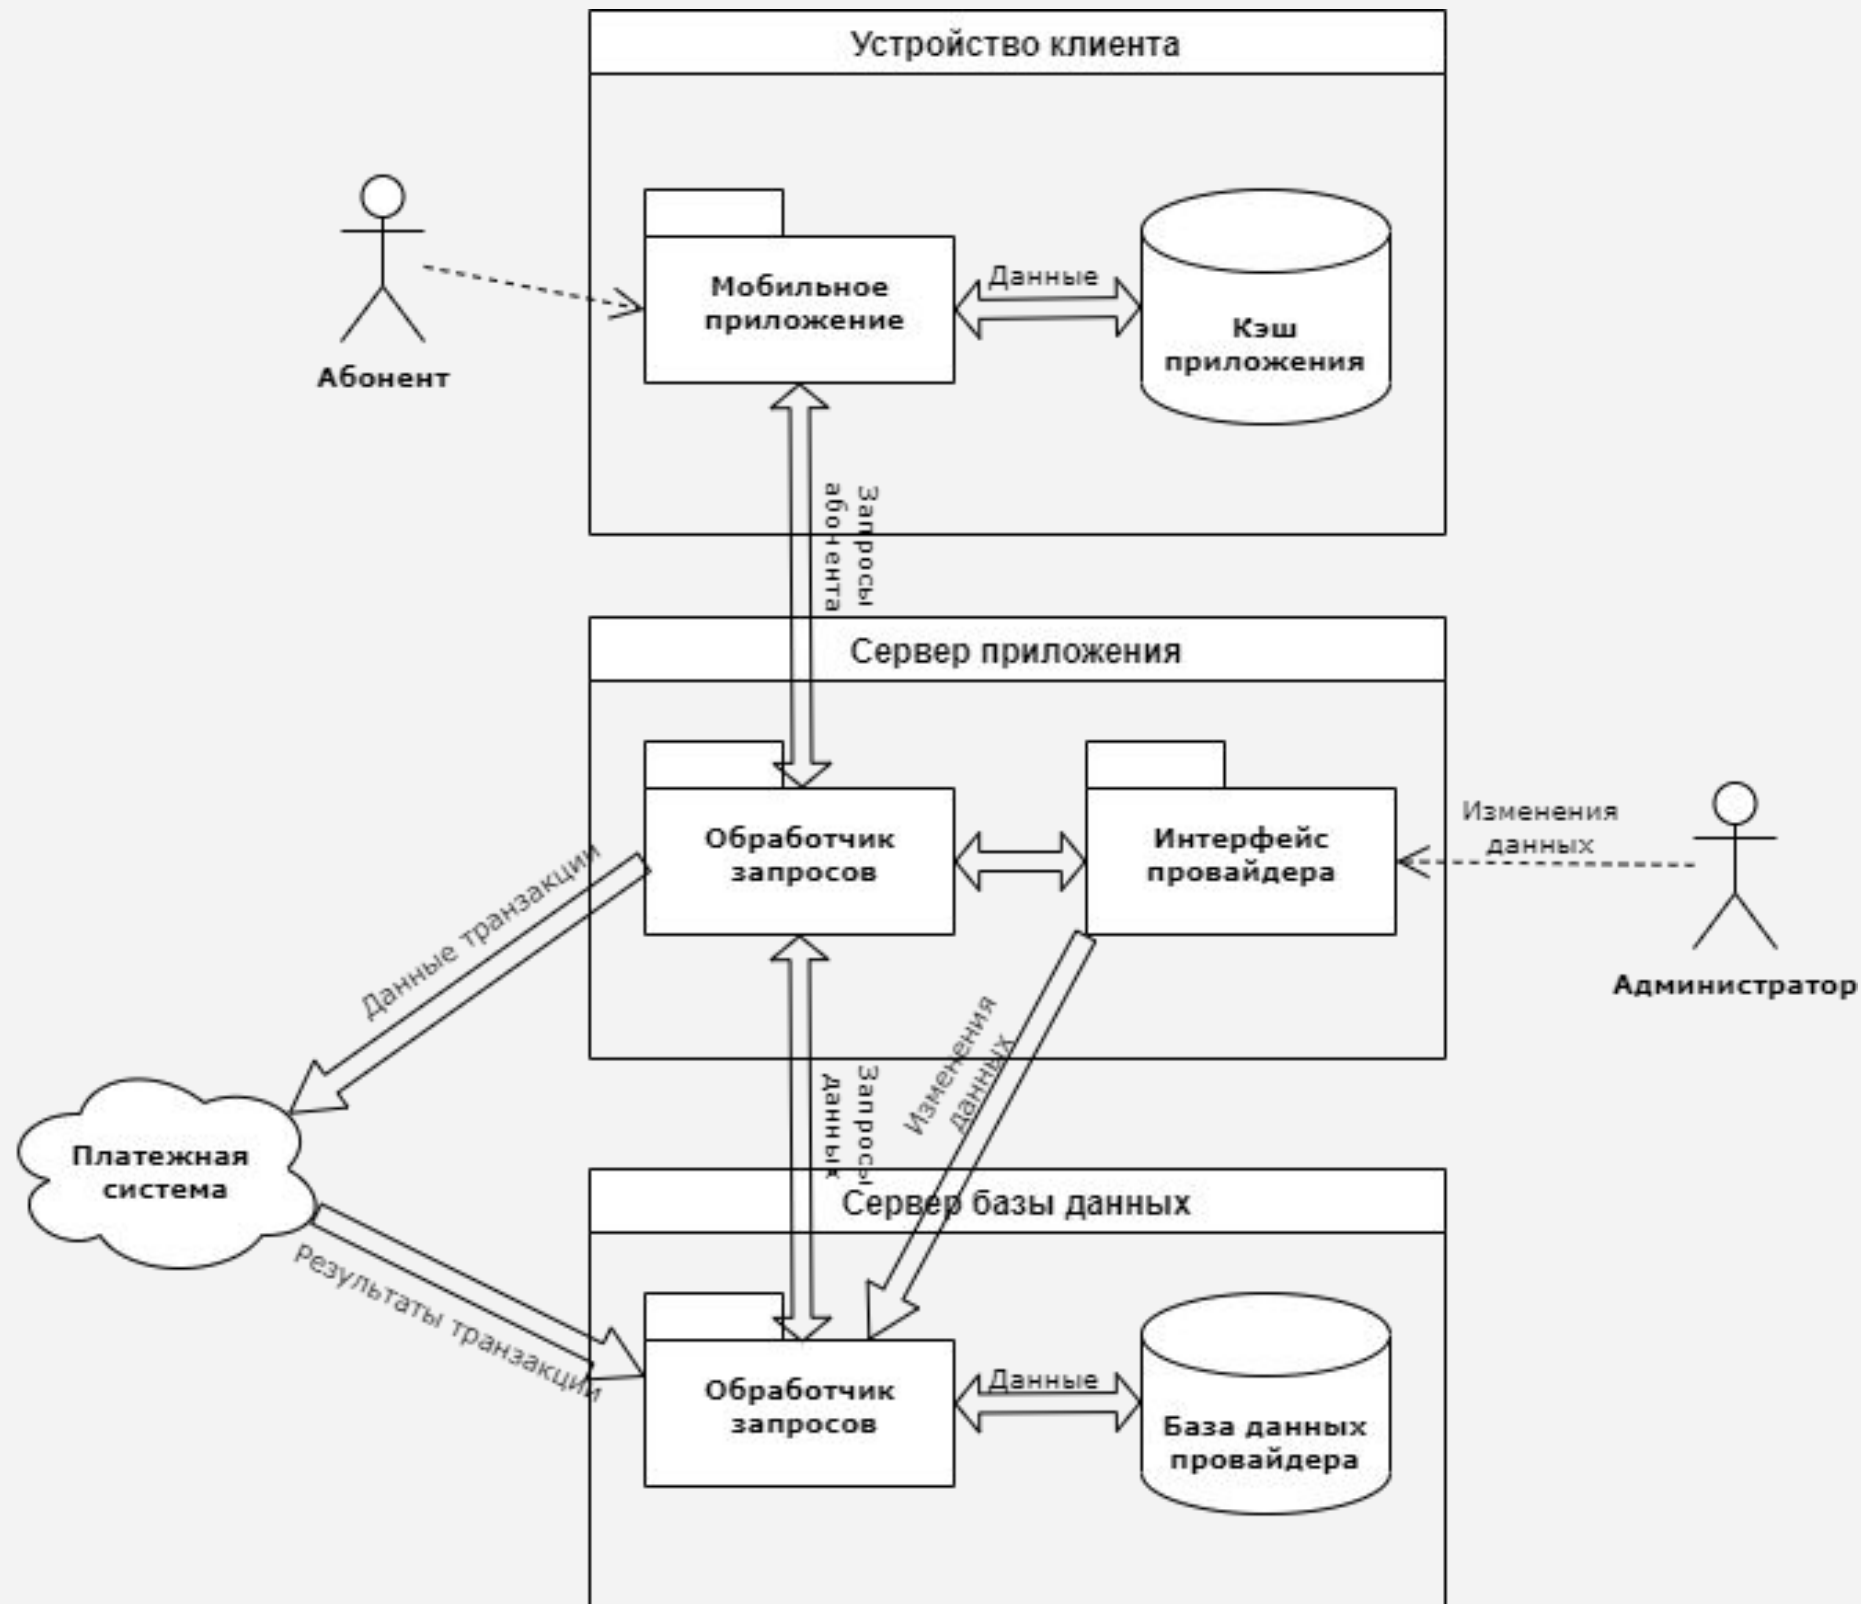 Устройство клиента
Мобильное
приложение
Данные
Кэш
приложения
Абонент
Запросы
абонента
Сервер приложения
Обработчик
запросов
Интерфейс
провайдера
Изменения
данных
Администратор
Данные транзакции
Запросы
данных
Изменения
данных
Платежная
система
Результаты транзакции
Сервер базы данных
Обработчик
запросов
Данные
База данных
провайдера